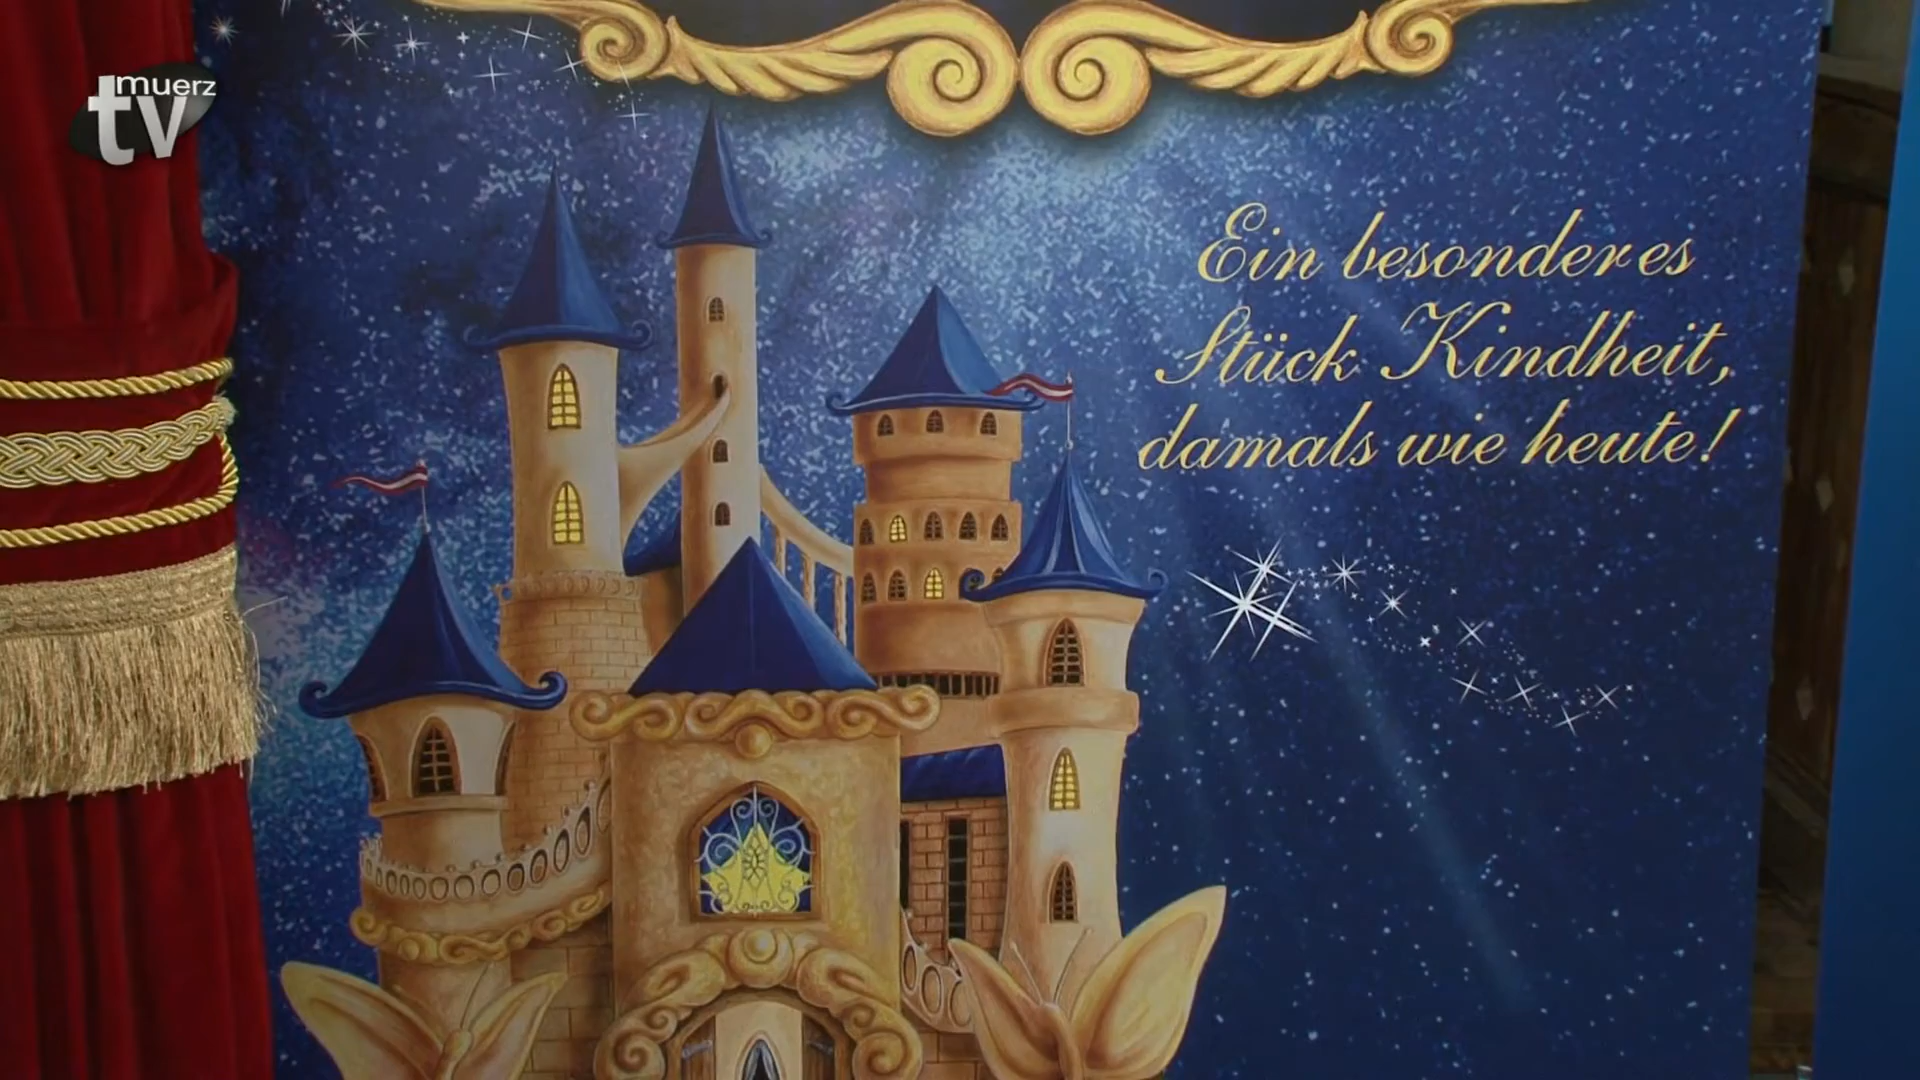 muerz
tv
Ein besonderes
Stück Kindheit,
damals wie heute!